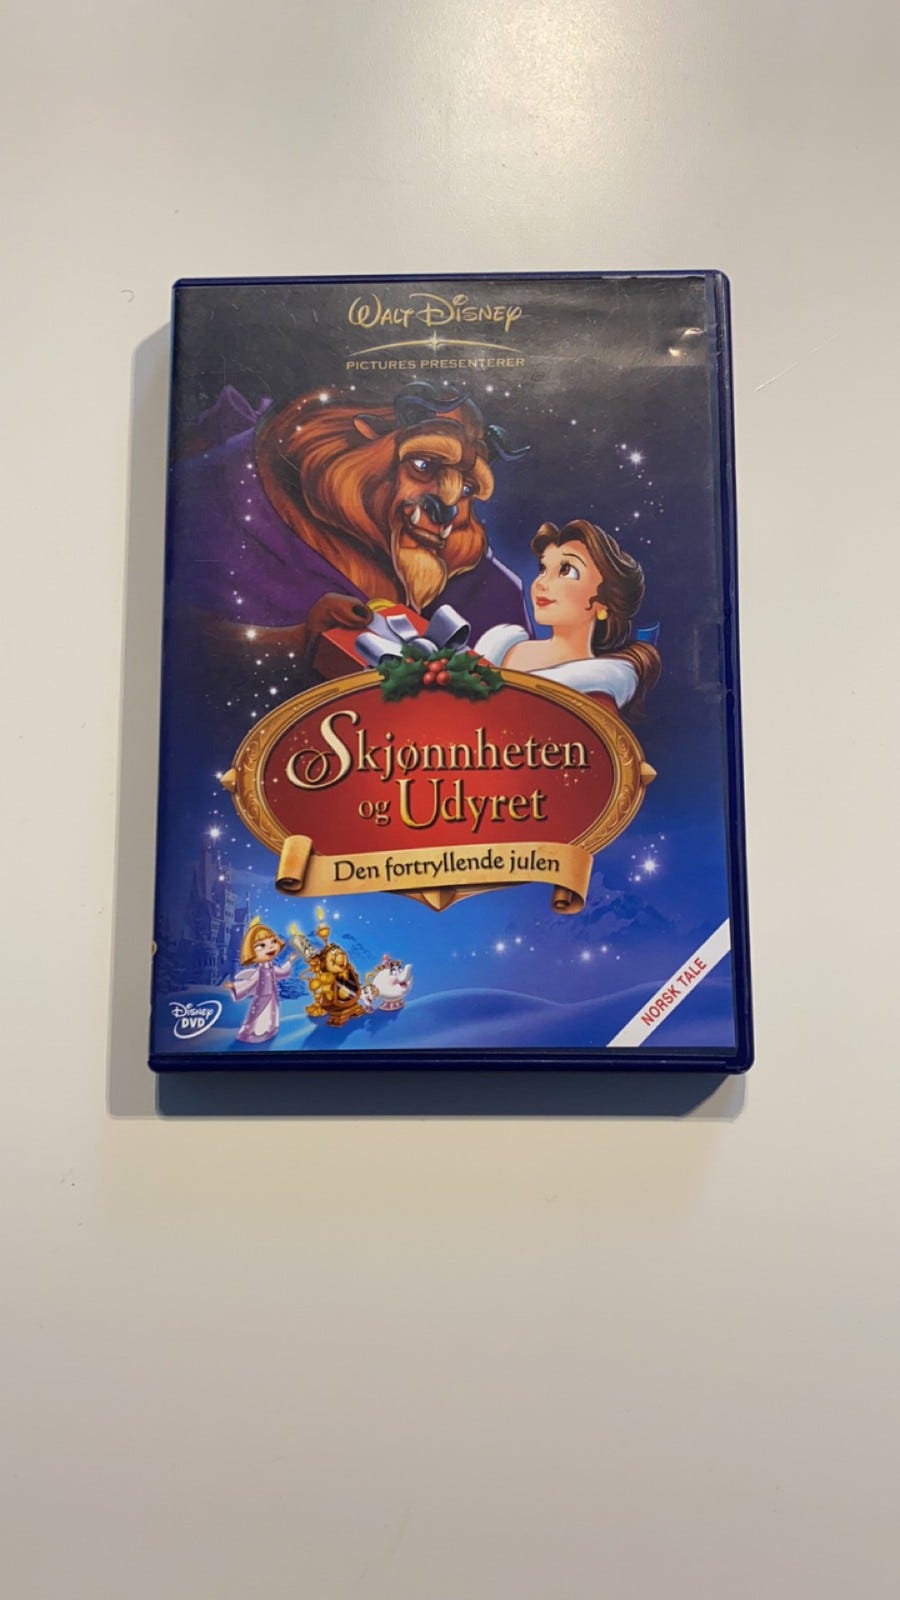 Walt Disney
PICTURES PRESENTERER
Skjønnheten
og Udyret
Den fortryllende julen
NORSK TALE
Disney
DVD